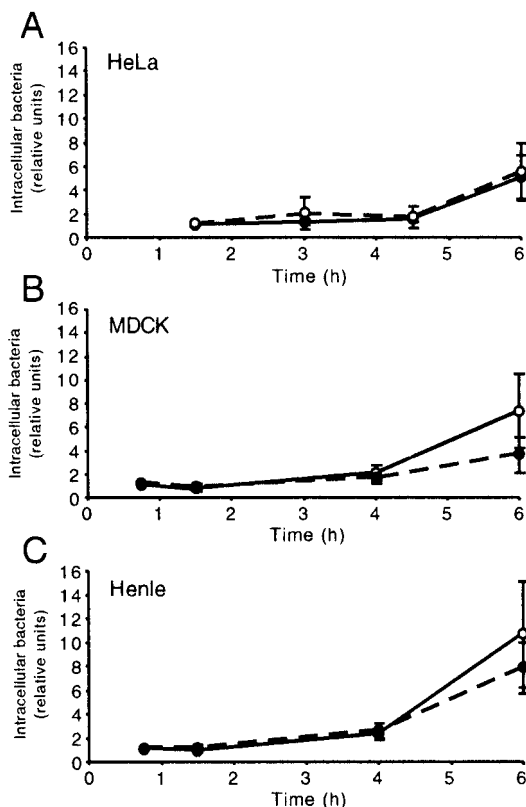 A
HeLa
Intracellular bacteria
(relative units)
16
14
12
10
8
6
4
2
0
0 1 2 3 4 5 6
Time (h)
B
MDCK
Intracellular bacteria
(relative units)
16
14
12
10
8
6
4
2
0
0 1 2 3 4 5 6
Time (h)
C
Henle
Intracellular bacteria
(relative units)
16
14
12
10
8
6
4
2
0
0 1 2 3 4 5 6
Time (h)